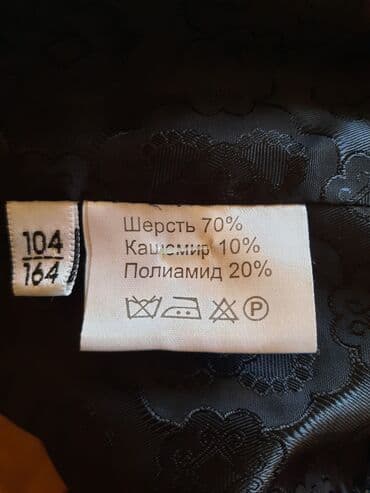 104
164
Шерсть 70%
Кашемир 10%
Полиамид 20%
P